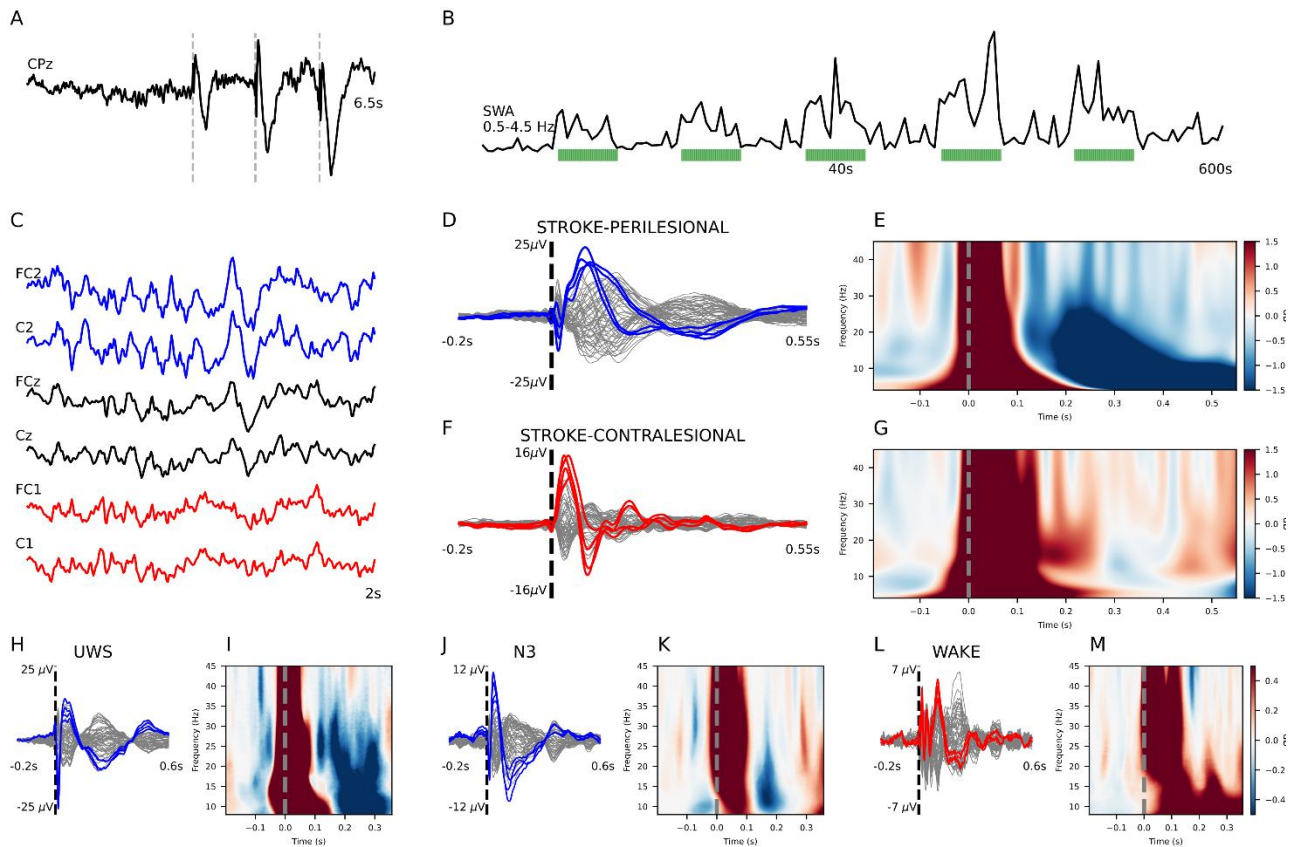 A
CPz
6.5s
B
SWA
0.5-4.5 Hz
40s
600s
C
FC2
C2
FCz
Cz
FC1
C1
2s
D
STROKE-PERILESIONAL
25μV
-0.2s
0.55s
-25μV
E
Frequency (Hz)
40
30
20
10
−0.1
0.0
0.1
0.2
0.3
0.4
0.5
Time (s)
1.5
1.0
0.5
0.0
−0.5
−1.0
−1.5
F
STROKE-CONTRALESIONAL
16μV
-0.2s
0.55s
-16μV
G
Frequency (Hz)
40
30
20
10
−0.1
0.0
0.1
0.2
0.3
0.4
0.5
Time (s)
1.5
1.0
0.5
0.0
−0.5
−1.0
−1.5
H
UWS
25 μV
-0.2s
0.6s
-25 μV
I
Frequency (Hz)
45
40
35
30
25
20
15
10
−0.1
0.0
0.1
0.2
0.3
Time (s)
J
N3
12 μV
-0.2s
0.6s
-12 μV
K
Frequency (Hz)
45
40
35
30
25
20
15
10
−0.1
0.0
0.1
0.2
0.3
Time (s)
L
WAKE
7 μV
-0.2s
0.6s
-7 μV
M
Frequency (Hz)
45
40
35
30
25
20
15
10
−0.1
0.0
0.1
0.2
0.3
Time (s)
0.4
0.2
0.0
−0.2
−0.4